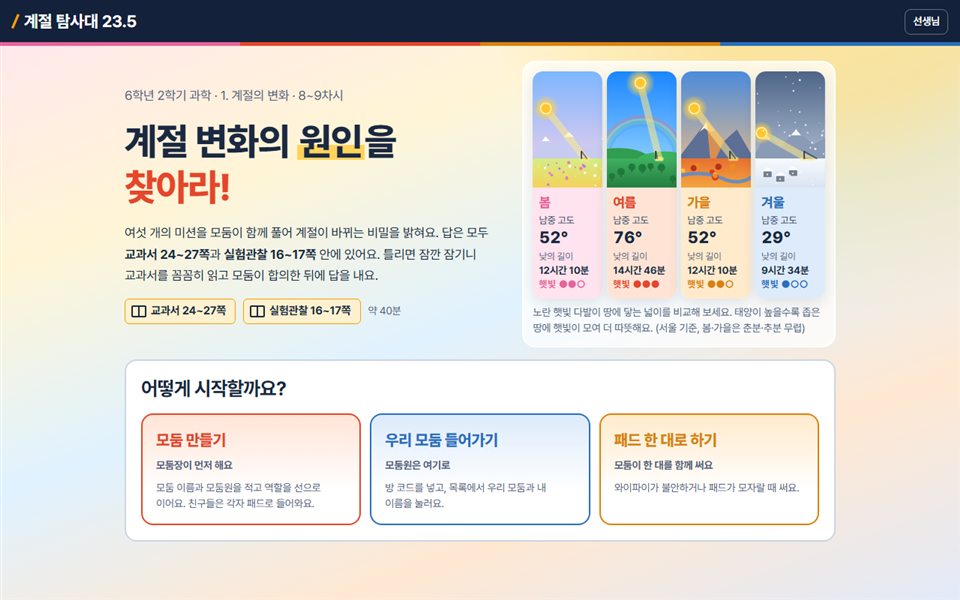 / 계절 탐사대 23.5
선생님
6학년 2학기 과학 · 1. 계절의 변화 · 8~9차시
계절 변화의 원인을
찾아라!
여섯 개의 미션을 모둠이 함께 풀어 계절이 바뀌는 비밀을 밝혀요. 답은 모두
교과서 24~27쪽과 실험관찰 16~17쪽 안에 있어요. 틀리면 잠깐 잠기니
교과서를 꼼꼼히 읽고 모둠이 합의한 뒤에 답을 내요.
교과서 24~27쪽
실험관찰 16~17쪽
약 40분
봄
남중 고도
52°
낮의 길이
12시간 10분
햇빛 ●●○
여름
남중 고도
76°
낮의 길이
14시간 46분
햇빛 ●●●
가을
남중 고도
52°
낮의 길이
12시간 10분
햇빛 ●●○
겨울
남중 고도
29°
낮의 길이
9시간 34분
햇빛 ●○○
노란 햇빛 다발이 땅에 닿는 넓이를 비교해 보세요. 태양이 높을수록 좁은
땅에 햇빛이 모여 더 따뜻해요. (서울 기준, 봄·가을은 춘분·추분 무렵)
어떻게 시작할까요?
모둠 만들기
모둠장이 먼저 해요
모둠 이름과 모둠원을 적고 역할을 선으로
이어요. 친구들은 각자 패드로 들어와요.
우리 모둠 들어가기
모둠원은 여기로
방 코드를 넣고, 목록에서 우리 모둠과 내
이름을 눌러요.
패드 한 대로 하기
모둠이 한 대를 함께 써요
와이파이가 불안하거나 패드가 모자랄 때 써요.